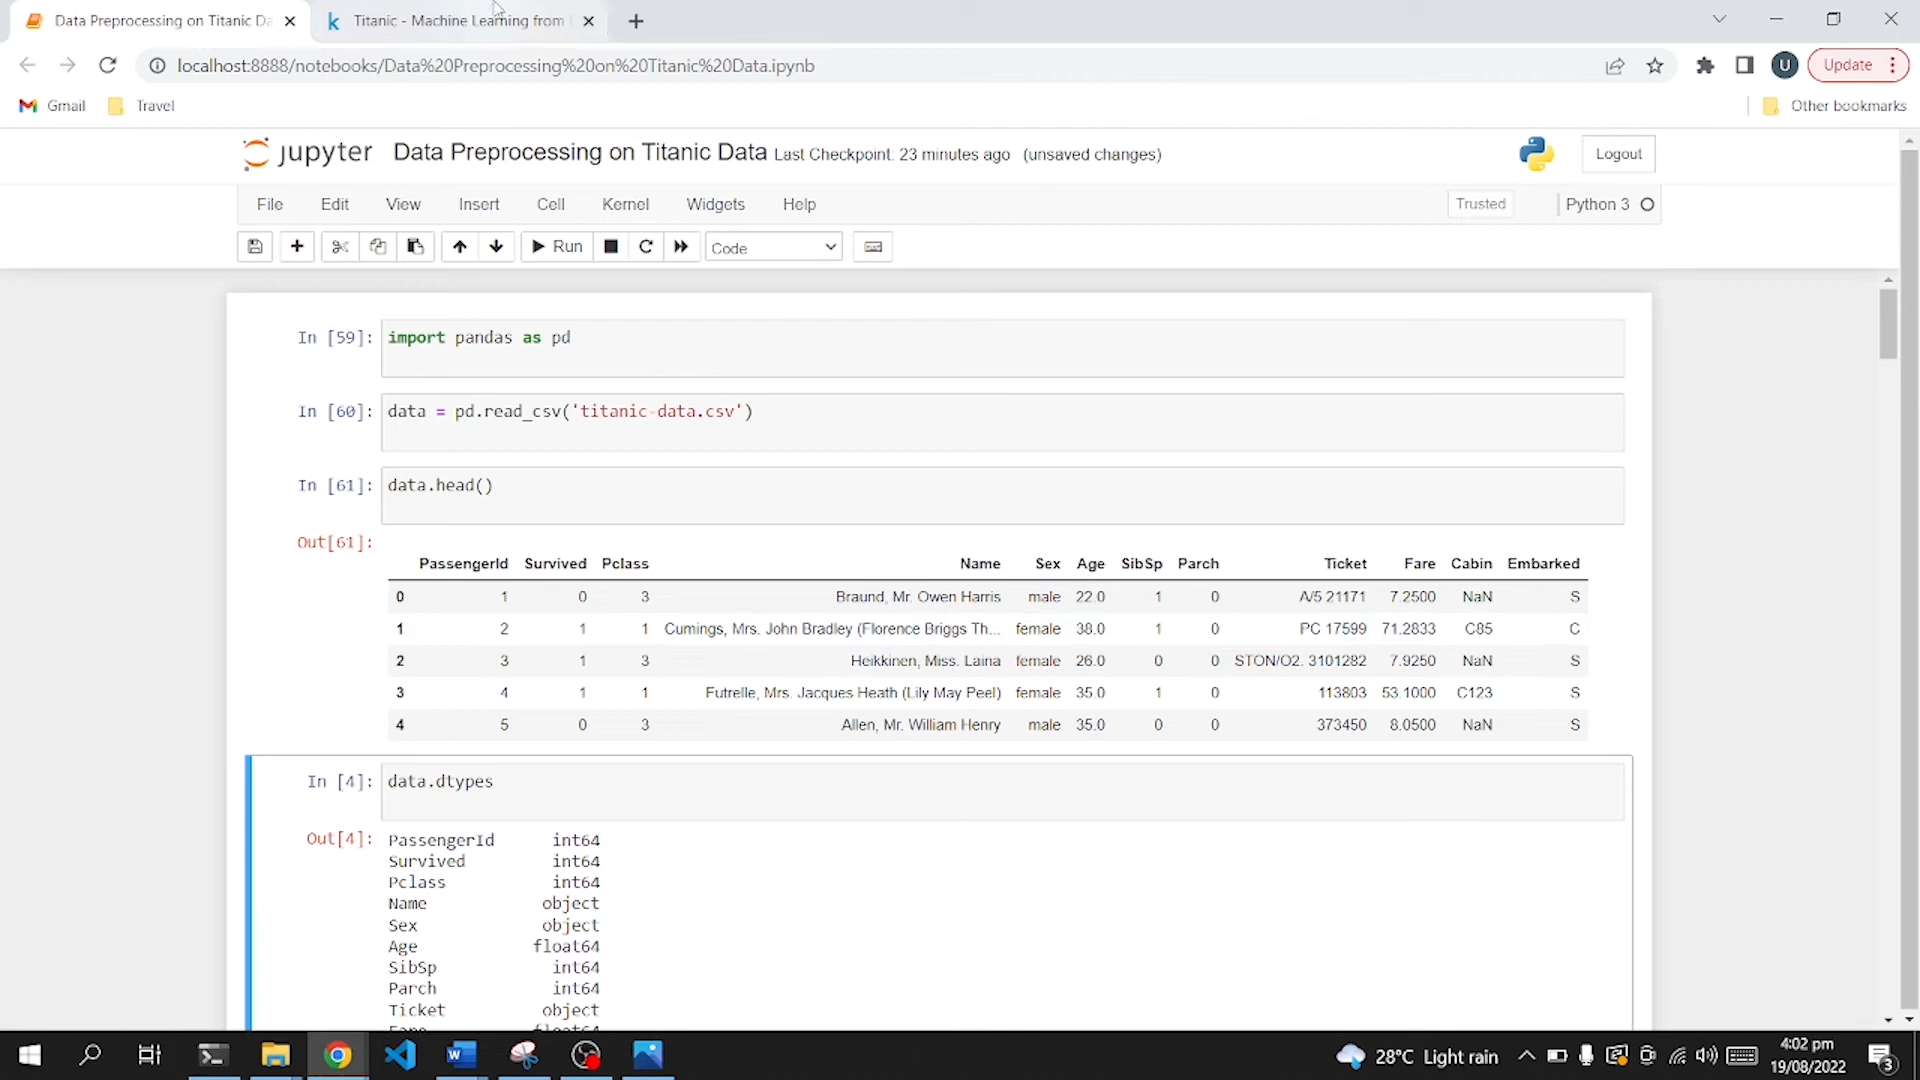 Data Preprocessing on Titanic Da
Titanic - Machine Learning from
localhost:8888/notebooks/Data%20Preprocessing%20on%20Titanic%20Data.ipynb
U
Update
Gmail
Travel
Other bookmarks
jupyter Data Preprocessing on Titanic Data Last Checkpoint: 23 minutes ago (unsaved changes)
Logout
File Edit View Insert Cell Kernel Widgets Help
Trusted
Python 3
Run
Code
In [59]: import pandas as pd
In [60]: data = pd.read_csv('titanic-data.csv')
In [61]: data.head()
Out[61]:
PassengerId Survived Pclass Name Sex Age SibSp Parch Ticket Fare Cabin Embarked
0 1 0 3 Braund, Mr. Owen Harris male 22.0 1 0 A/5 21171 7.2500 NaN S
1 2 1 1 Cumings, Mrs. John Bradley (Florence Briggs Th... female 38.0 1 0 PC 17599 71.2833 C85 C
2 3 1 3 Heikkinen, Miss. Laina female 26.0 0 0 STON/O2. 3101282 7.9250 NaN S
3 4 1 1 Futrelle, Mrs. Jacques Heath (Lily May Peel) female 35.0 1 0 113803 53.1000 C123 S
4 5 0 3 Allen, Mr. William Henry male 35.0 0 0 373450 8.0500 NaN S
In [4]: data.dtypes
Out[4]: PassengerId int64
Survived int64
Pclass int64
Name object
Sex object
Age float64
SibSp int64
Parch int64
Ticket object
Fare float64
28°C Light rain
4:02 pm
19/08/2022
3